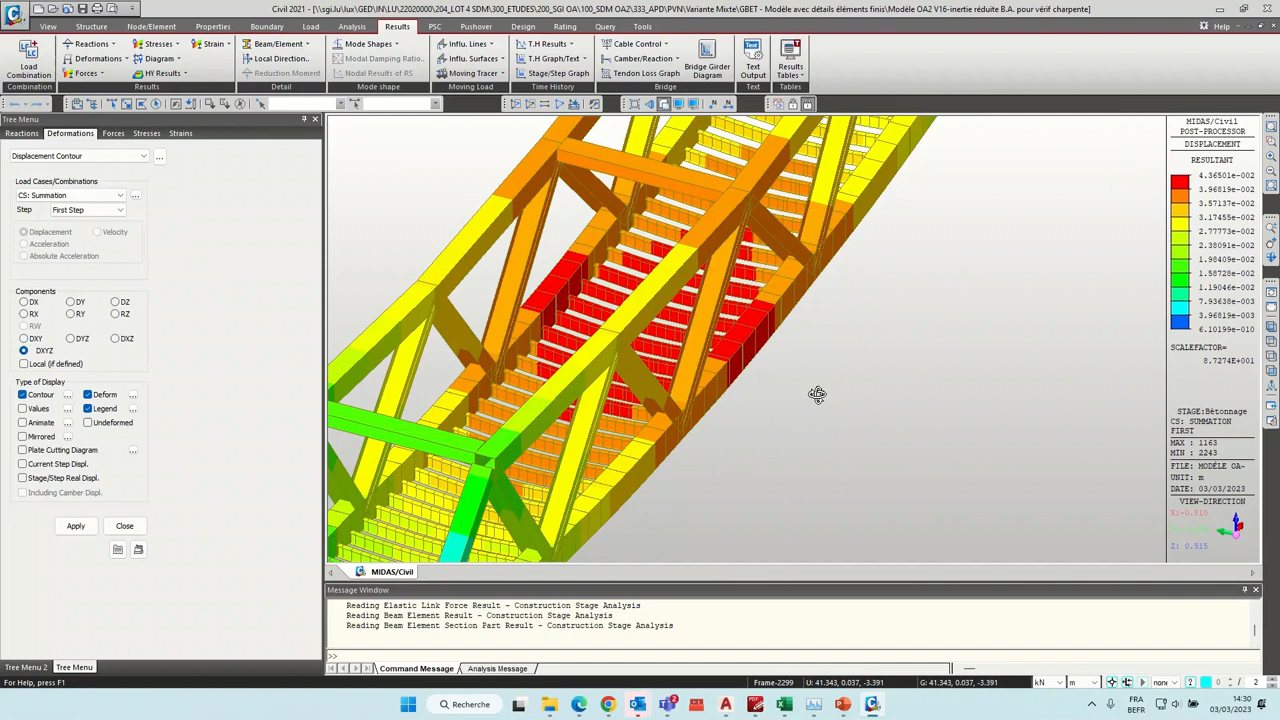 Civil 2021 - [\\sgi.lu\lux\GED\IN\LU\22020000\204_LOT 4 SDM\300_ETUDES\200_SGI OA\100_SDM OA2\333_APD\PVN\Variante Mixte\GBET - Modèle avec détails éléments finis\Modèle OA2 V16-inertie réduite B.A. pour vérif charpente]
View Structure Node/Element Properties Boundary Load Analysis Results Pushover PSC Design Rating Query Tools Help
Reactions Stresses Strain Beam/Element Mode Shapes Influ. Lines T.H Results Cable Control
Load Combination Deformations Diagram Local Direction.. Modal Damping Ratio.. Influ. Surfaces T.H Graph/Text Camber/Reaction Bridge Girder Diagram Text Output Results Tables
Forces HY Results Reduction Moment Nodal Results of RS Moving Tracer Stage/Step Graph Tendon Loss Graph
Combination Results Detail Mode shape Moving Load Time History Bridge Text Tables
Tree Menu
Reactions Deformations Forces Stresses Strains
Displacement Contour ...
Load Cases/Combinations
CS: Summation ...
Step First Step
Displacement Velocity
Acceleration
Absolute Acceleration
Components
DX DY DZ
RX RY RZ
RW
DXY DYZ DXZ
DXYZ
Local (if defined)
Type of Display
Contour ... Deform ...
Values ... Legend ...
Animate ... Undeformed
Mirrored ...
Plate Cutting Diagram ...
Current Step Displ.
Stage/Step Real Displ.
Including Camber Displ.
Apply Close
Tree Menu 2 Tree Menu
MIDAS/Civil
POST-PROCESSOR
DISPLACEMENT
RESULTANT
4.36501e-002
3.96819e-002
3.57137e-002
3.17455e-002
2.77773e-002
2.38091e-002
1.98409e-002
1.58728e-002
1.19046e-002
7.93638e-003
3.96819e-003
6.10199e-010
SCALEFACTOR=
8.7274E+001
STAGE:Bétonnage
CS: SUMMATION
FIRST
MAX : 1163
MIN : 2243
FILE: MODÈLE OA~
UNIT: m
DATE: 03/03/2023
VIEW-DIRECTION
X:-0.810
Z: 0.515
MIDAS/Civil
Message Window
Reading Elastic Link Force Result - Construction Stage Analysis
Reading Beam Element Result - Construction Stage Analysis
Reading Beam Element Section Part Result - Construction Stage Analysis
>>
Command Message Analysis Message
For Help, press F1 Frame-2299 U: 41.343, 0.037, -3.391 G: 41.343, 0.037, -3.391 kN m none 0 2
Recherche
FRA
BEFR
14:30
03/03/2023